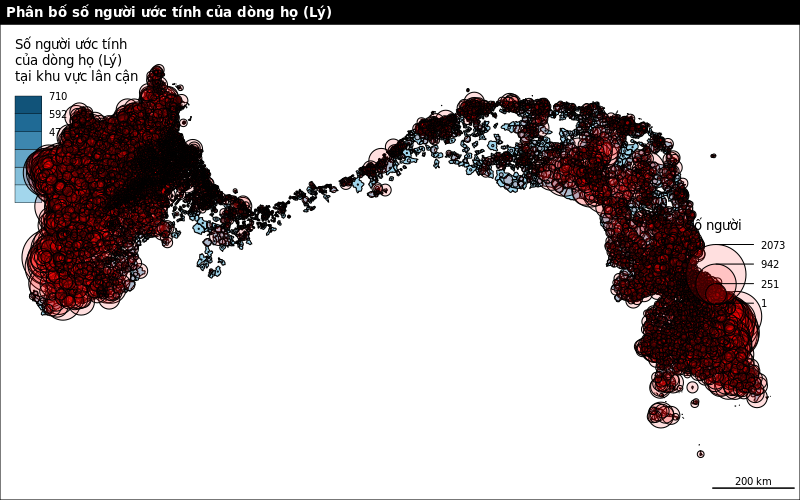 Phân bố số người ước tính của dòng họ (Lý)
Số người ước tính
của dòng họ (Lý)
tại khu vực lân cận
710
592
47
ố người
2073
942
251
1
200 km